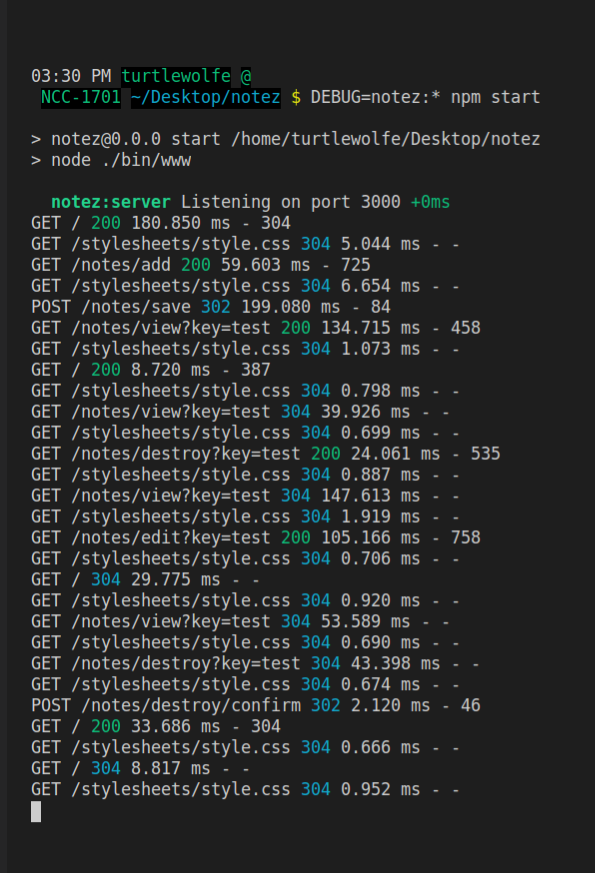 03:30 PM turtlewolfe @
NCC-1701 ~/Desktop/notez $ DEBUG=notez:* npm start
> notez@0.0.0 start /home/turtlewolfe/Desktop/notez
> node ./bin/www
notez:server Listening on port 3000 +0ms
GET / 200 180.850 ms - 304
GET /stylesheets/style.css 304 5.044 ms - -
GET /notes/add 200 59.603 ms - 725
GET /stylesheets/style.css 304 6.654 ms - -
POST /notes/save 302 199.080 ms - 84
GET /notes/view?key=test 200 134.715 ms - 458
GET /stylesheets/style.css 304 1.073 ms - -
GET / 200 8.720 ms - 387
GET /stylesheets/style.css 304 0.798 ms - -
GET /notes/view?key=test 304 39.926 ms - -
GET /stylesheets/style.css 304 0.699 ms - -
GET /notes/destroy?key=test 200 24.061 ms - 535
GET /stylesheets/style.css 304 0.887 ms - -
GET /notes/view?key=test 304 147.613 ms - -
GET /stylesheets/style.css 304 1.919 ms - -
GET /notes/edit?key=test 200 105.166 ms - 758
GET /stylesheets/style.css 304 0.706 ms - -
GET / 304 29.775 ms - -
GET /stylesheets/style.css 304 0.920 ms - -
GET /notes/view?key=test 304 53.589 ms - -
GET /stylesheets/style.css 304 0.690 ms - -
GET /notes/destroy?key=test 304 43.398 ms - -
GET /stylesheets/style.css 304 0.674 ms - -
POST /notes/destroy/confirm 302 2.120 ms - 46
GET / 200 33.686 ms - 304
GET /stylesheets/style.css 304 0.666 ms - -
GET / 304 8.817 ms - -
GET /stylesheets/style.css 304 0.952 ms - -